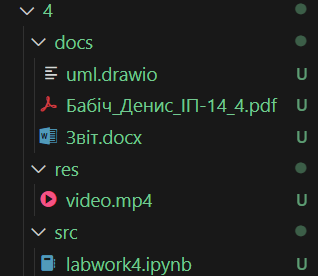 4
docs
uml.drawio U
Бабіч_Денис_ІП-14_4.pdf U
Звіт.docx U
res
video.mp4 U
src
labwork4.ipynb U